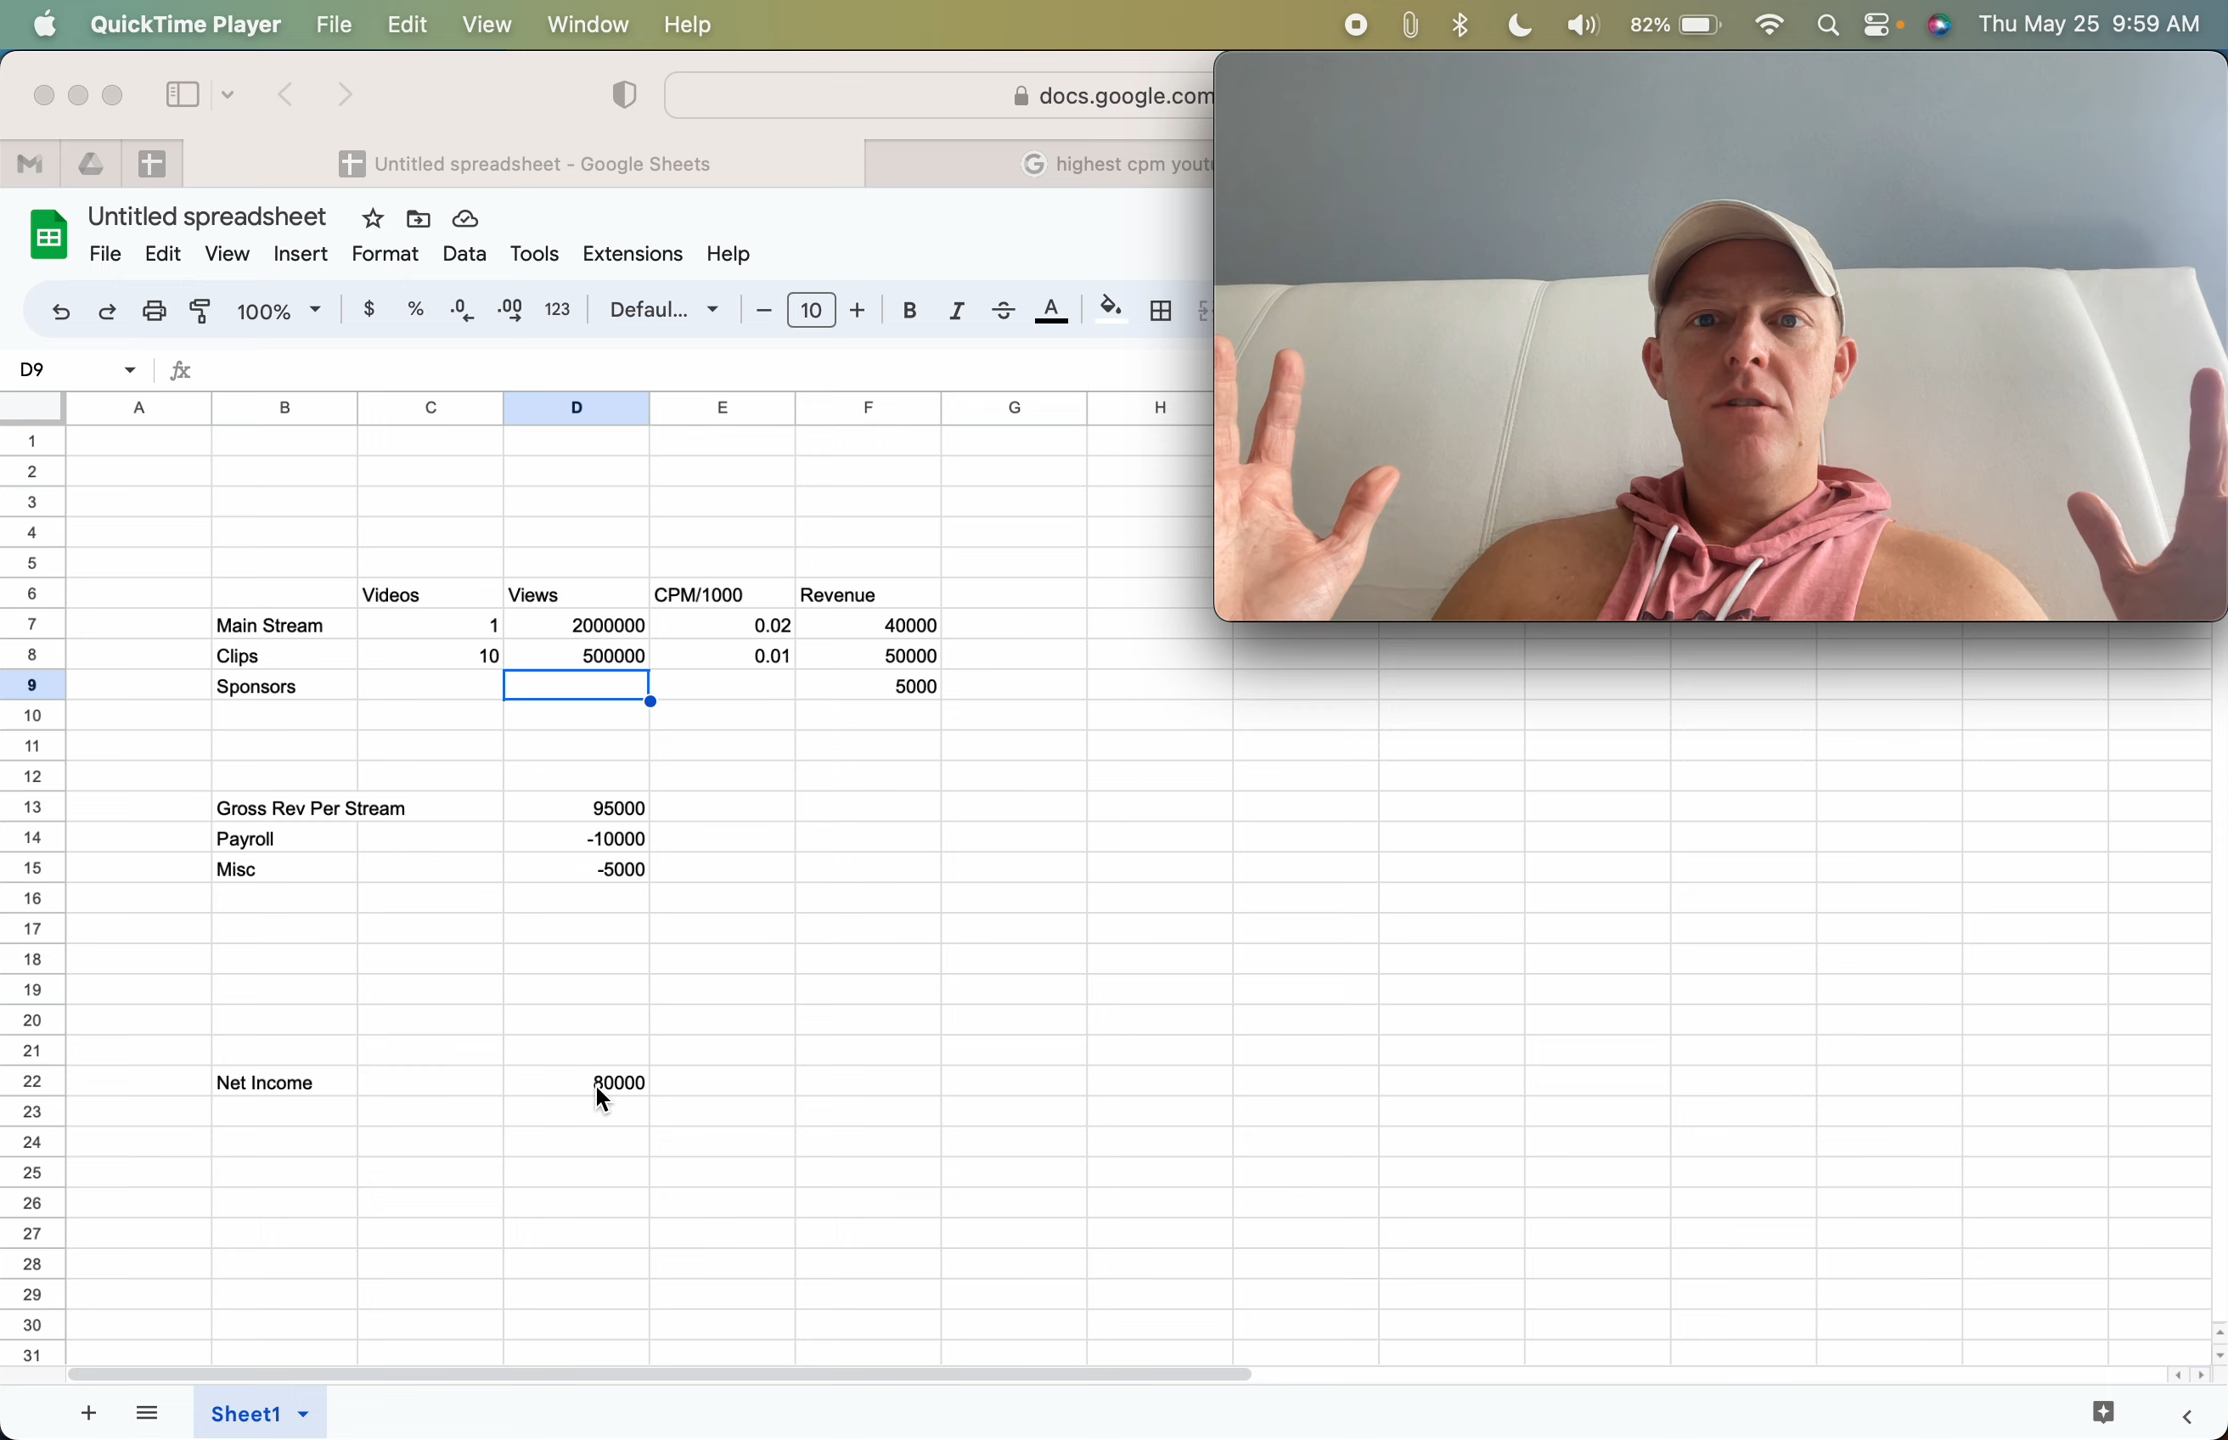 QuickTime Player File Edit View Window Help 82% Thu May 25 9:59 AM
docs.google.com
Untitled spreadsheet - Google Sheets highest cpm yout
Untitled spreadsheet
File Edit View Insert Format Data Tools Extensions Help
100% $ % .0 .00 123 Defaul... 10 B I S A
D9 fx
A B C D E F G H
1
2
3
4
5
6 Videos Views CPM/1000 Revenue
7 Main Stream 1 2000000 0.02 40000
8 Clips 10 500000 0.01 50000
9 Sponsors 5000
10
11
12
13 Gross Rev Per Stream 95000
14 Payroll -10000
15 Misc -5000
16
17
18
19
20
21
22 Net Income 80000
23
24
25
26
27
28
29
30
31
Sheet1